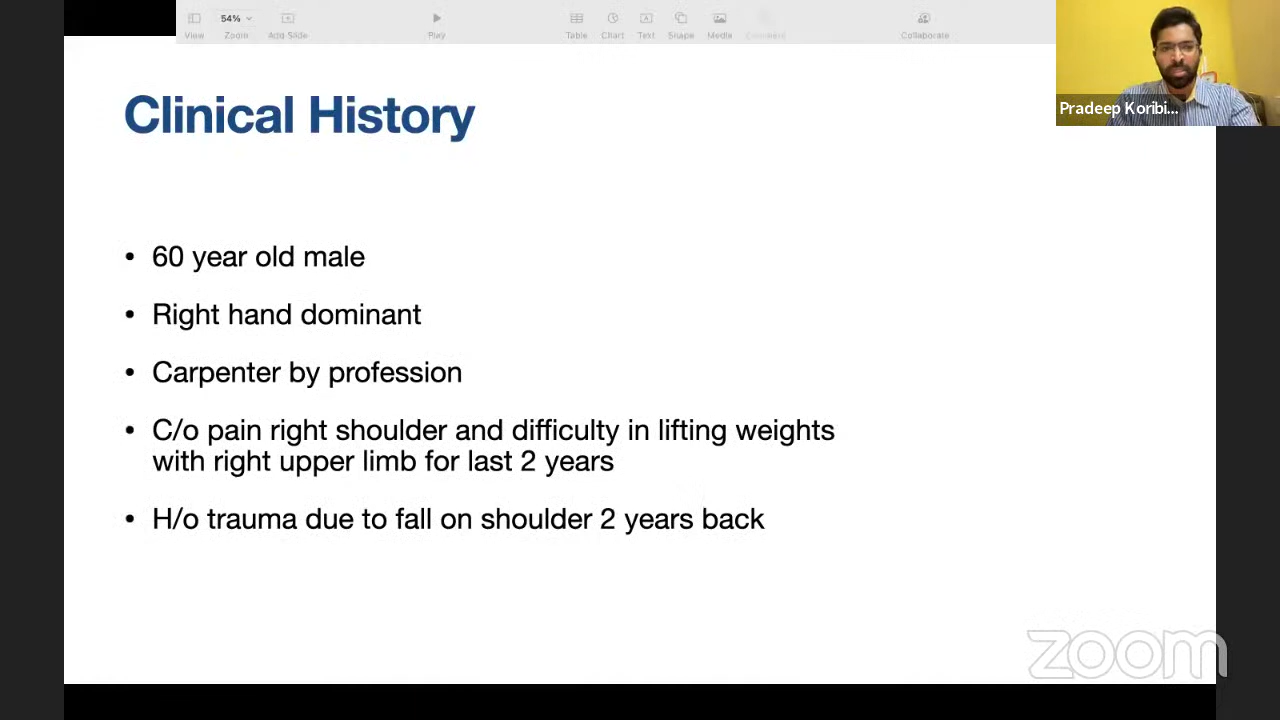 54%
View
Zoom
Add Slide
Play
Table
Chart
Text
Shape
Media
Comment
Collaborate
Pradeep Koribi...
Clinical History
• 60 year old male
• Right hand dominant
• Carpenter by profession
• C/o pain right shoulder and difficulty in lifting weights
with right upper limb for last 2 years
• H/o trauma due to fall on shoulder 2 years back
zoom